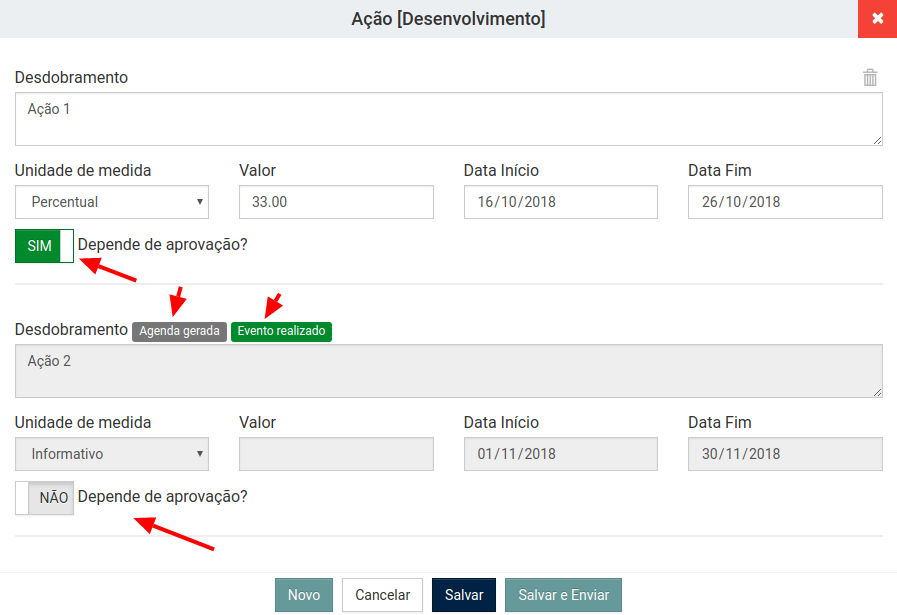 Ação [Desenvolvimento]
Desdobramento
Ação 1
Unidade de medida Valor Data Início Data Fim
Percentual 33.00 16/10/2018 26/10/2018
SIM Depende de aprovação?
Desdobramento Agenda gerada Evento realizado
Ação 2
Unidade de medida Valor Data Início Data Fim
Informativo 01/11/2018 30/11/2018
NÃO Depende de aprovação?
Novo Cancelar Salvar Salvar e Enviar